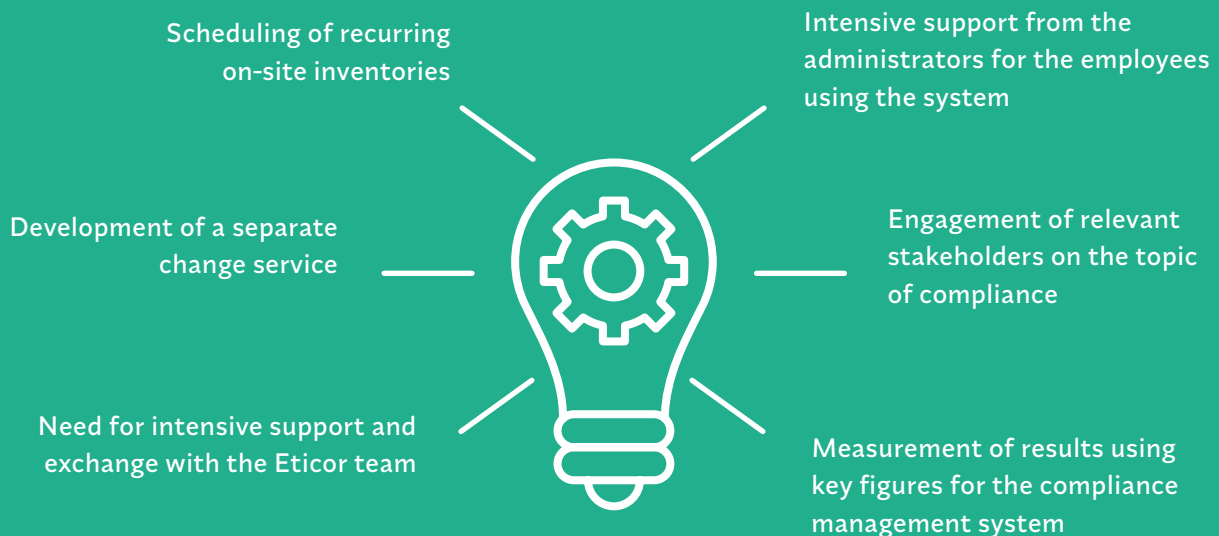 Scheduling of recurring
on-site inventories
Development of a separate
change service
Need for intensive support and
exchange with the Eticor team
Intensive support from the
administrators for the employees
using the system
Engagement of relevant
stakeholders on the topic
of compliance
Measurement of results using
key figures for the compliance
management system